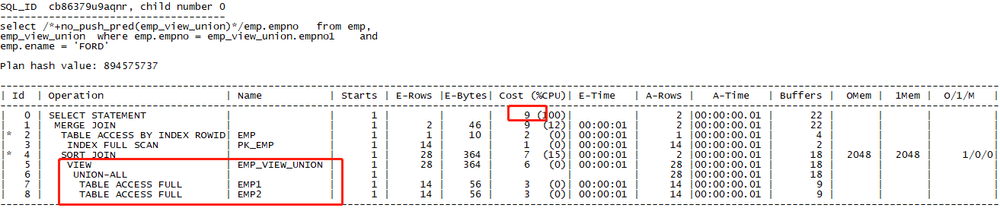 SQL_ID  cb86379u9aqnr, child number 0
-------------------------------------
select /*+no_push_pred(emp_view_union)*/emp.empno   from emp,
emp_view_union  where emp.empno = emp_view_union.empno1    and
emp.ename = 'FORD'
Plan hash value: 894575737
| Id  | Operation                    | Name           | Starts | E-Rows |E-Bytes| Cost (%CPU)| E-Time   | A-Rows |   A-Time   | Buffers |  OMem |  1Mem |  O/1/M   |
|   0 | SELECT STATEMENT             |                |      1 |        |       |     9 (100)|          |      2 |00:00:00.01 |      22 |       |       |          |
|   1 |  MERGE JOIN                  |                |      1 |      2 |    46 |     9  (12)| 00:00:01 |      2 |00:00:00.01 |      22 |       |       |          |
|*  2 |   TABLE ACCESS BY INDEX ROWID| EMP            |      1 |      1 |    10 |     2   (0)| 00:00:01 |      1 |00:00:00.01 |       4 |       |       |          |
|   3 |    INDEX FULL SCAN           | PK_EMP         |      1 |     14 |       |     1   (0)| 00:00:01 |     14 |00:00:00.01 |       2 |       |       |          |
|*  4 |   SORT JOIN                  |                |      1 |     28 |   364 |     7  (15)| 00:00:01 |      2 |00:00:00.01 |      18 |  2048 |  2048 |     1/0/0|
|   5 |    VIEW                      | EMP_VIEW_UNION |      1 |     28 |   364 |     6   (0)| 00:00:01 |     28 |00:00:00.01 |      18 |       |       |          |
|   6 |     UNION-ALL                |                |      1 |        |       |            |          |     28 |00:00:00.01 |      18 |       |       |          |
|   7 |      TABLE ACCESS FULL       | EMP1           |      1 |     14 |    56 |     3   (0)| 00:00:01 |     14 |00:00:00.01 |       9 |       |       |          |
|   8 |      TABLE ACCESS FULL       | EMP2           |      1 |     14 |    56 |     3   (0)| 00:00:01 |     14 |00:00:00.01 |       9 |       |       |          |